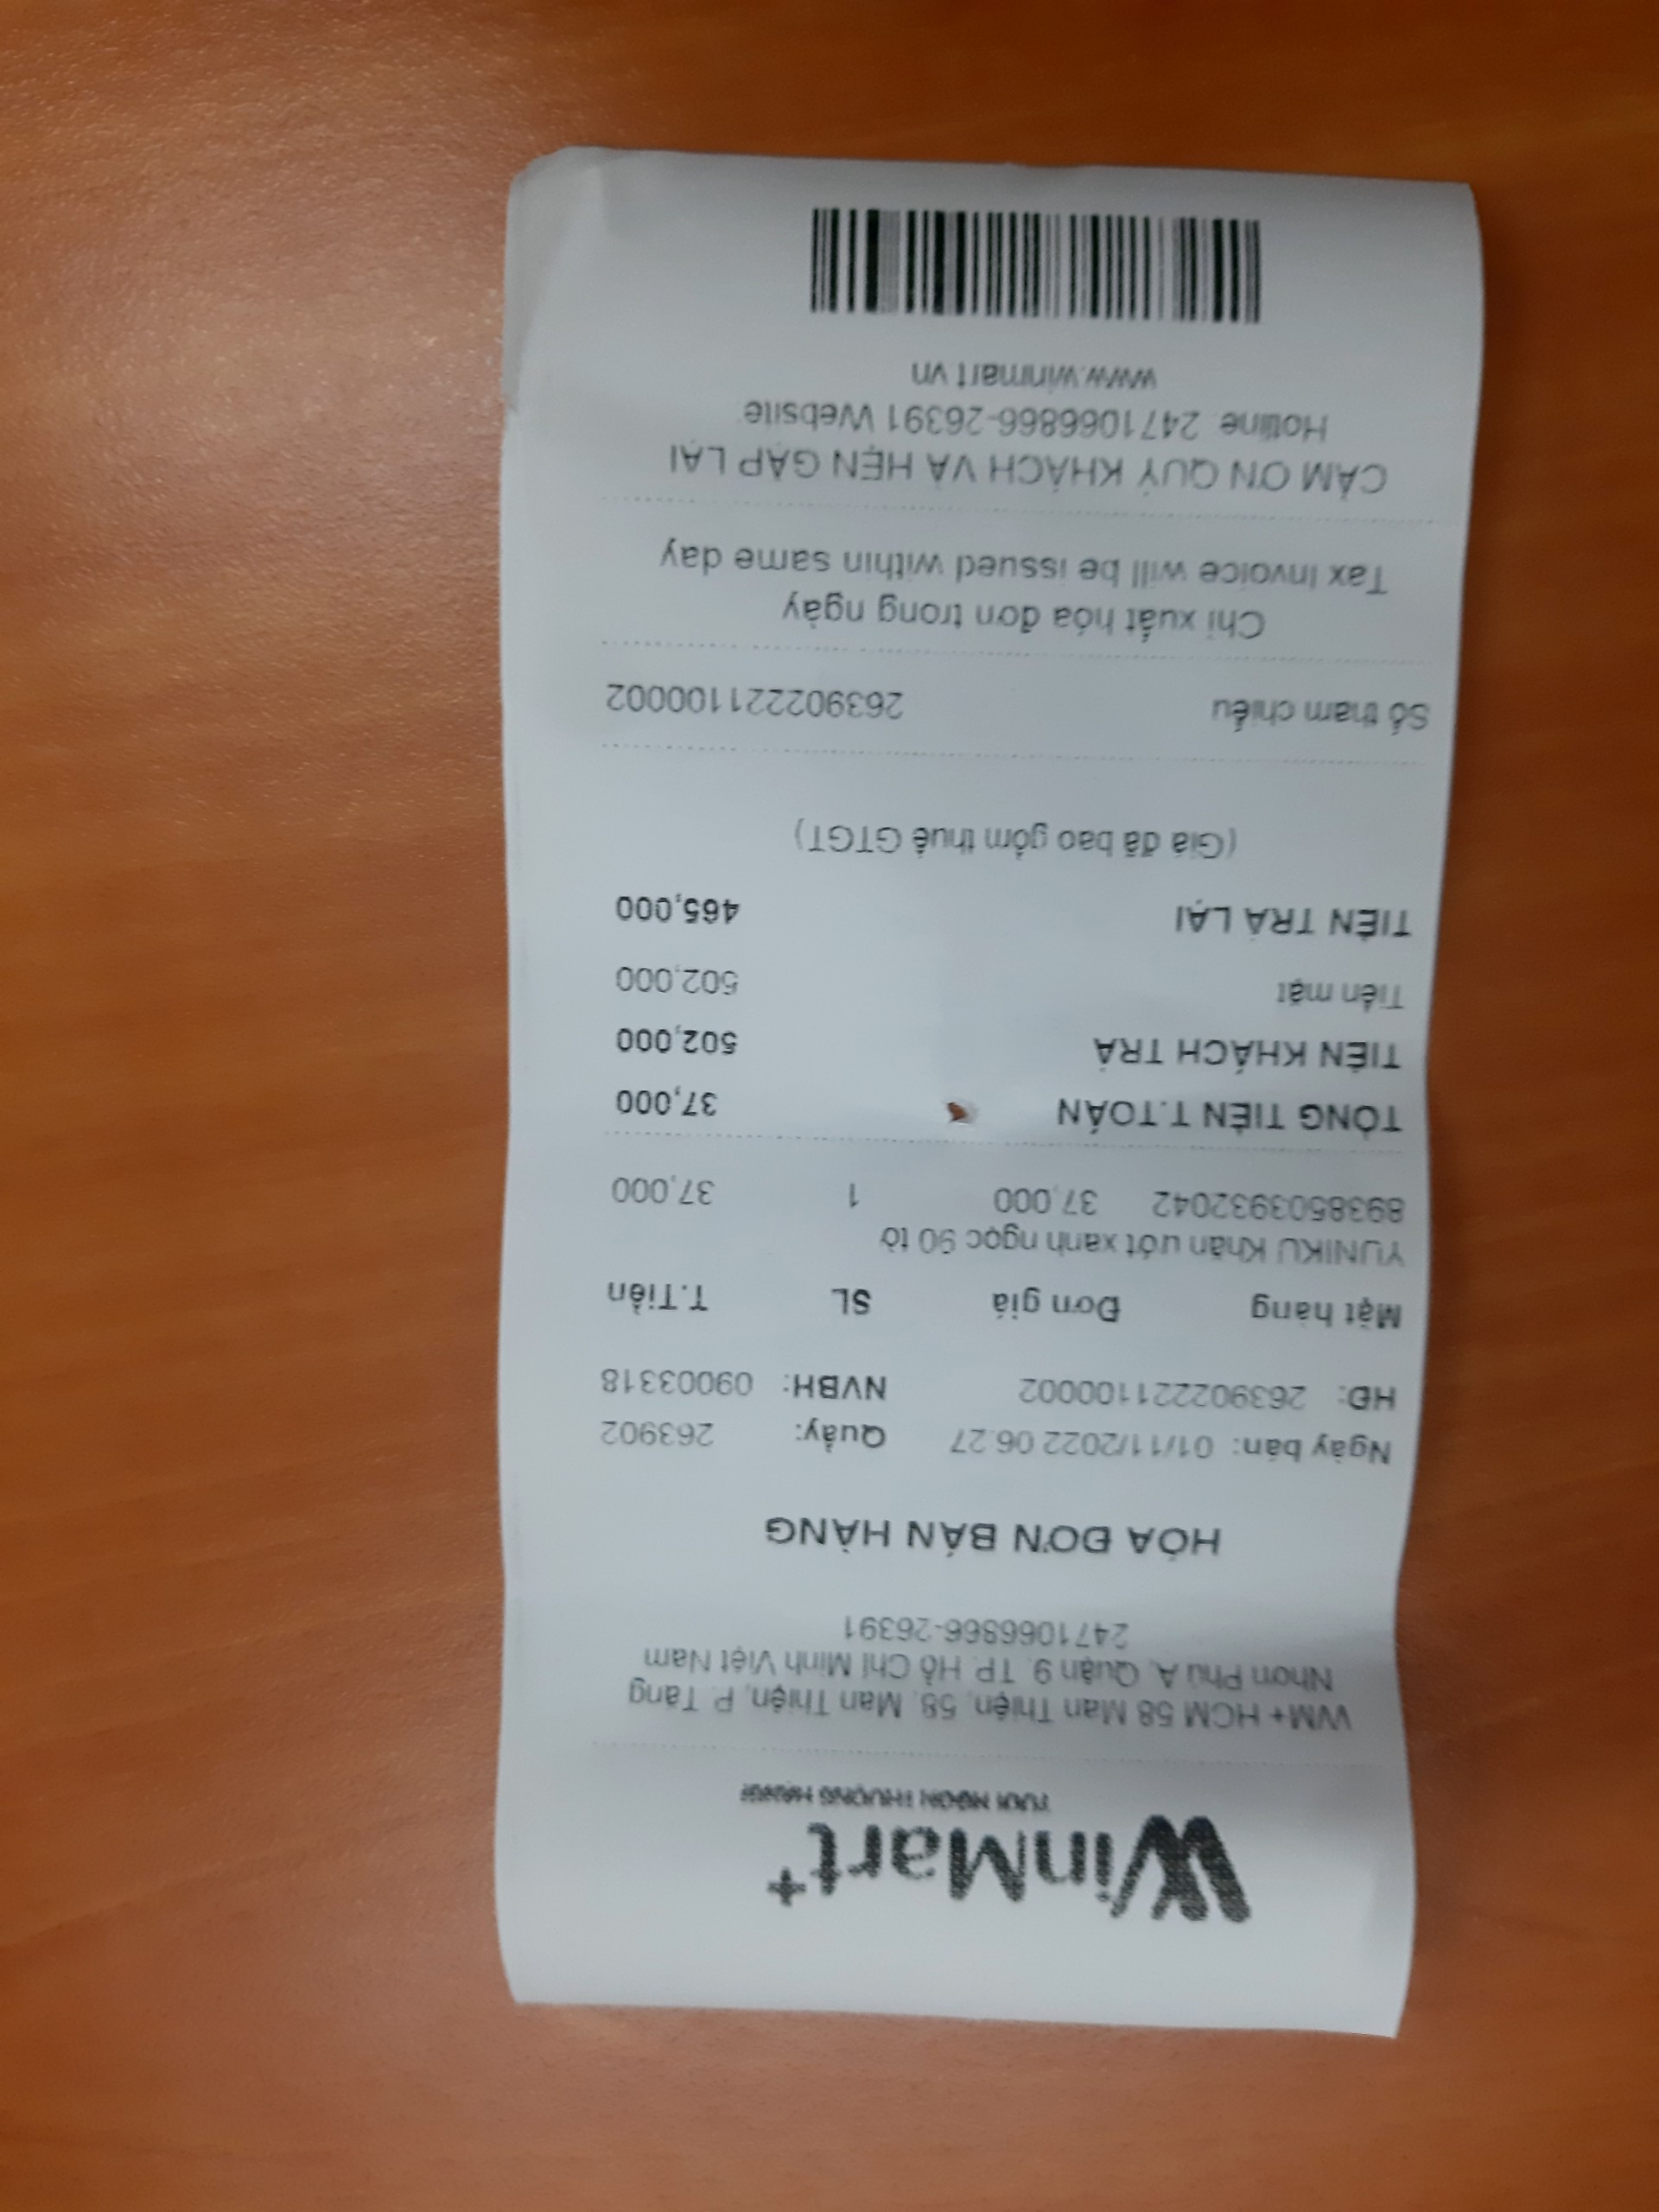 WinMart+
TƯƠI NGON THƯỢNG HẠNG!
WM+ HCM 58 Man Thiện, 58, Man Thiện, P. Tăng
Nhơn Phú A, Quận 9, TP. Hồ Chí Minh Việt Nam
2471066866-26391
HÓA ĐƠN BÁN HÀNG
Ngày bán: 01/11/2022 06:27 Quầy: 263902
HĐ: 263902221100002 NVBH: 09003318
Mặt hàng Đơn giá SL T.Tiền
YUNIKU Khăn ướt xanh ngọc 90 tờ
8938503932042 37,000 1 37,000
TỔNG TIỀN T.TOÁN 37,000
TIỀN KHÁCH TRẢ 502,000
Tiền mặt 502,000
TIỀN TRẢ LẠI 465,000
(Giá đã bao gồm thuế GTGT)
Số tham chiếu 263902221100002
Chỉ xuất hóa đơn trong ngày
Tax Invoice will be issued within same day
CẢM ƠN QUÝ KHÁCH VÀ HẸN GẶP LẠI
Hotline: 2471066866-26391 Website:
www.winmart.vn